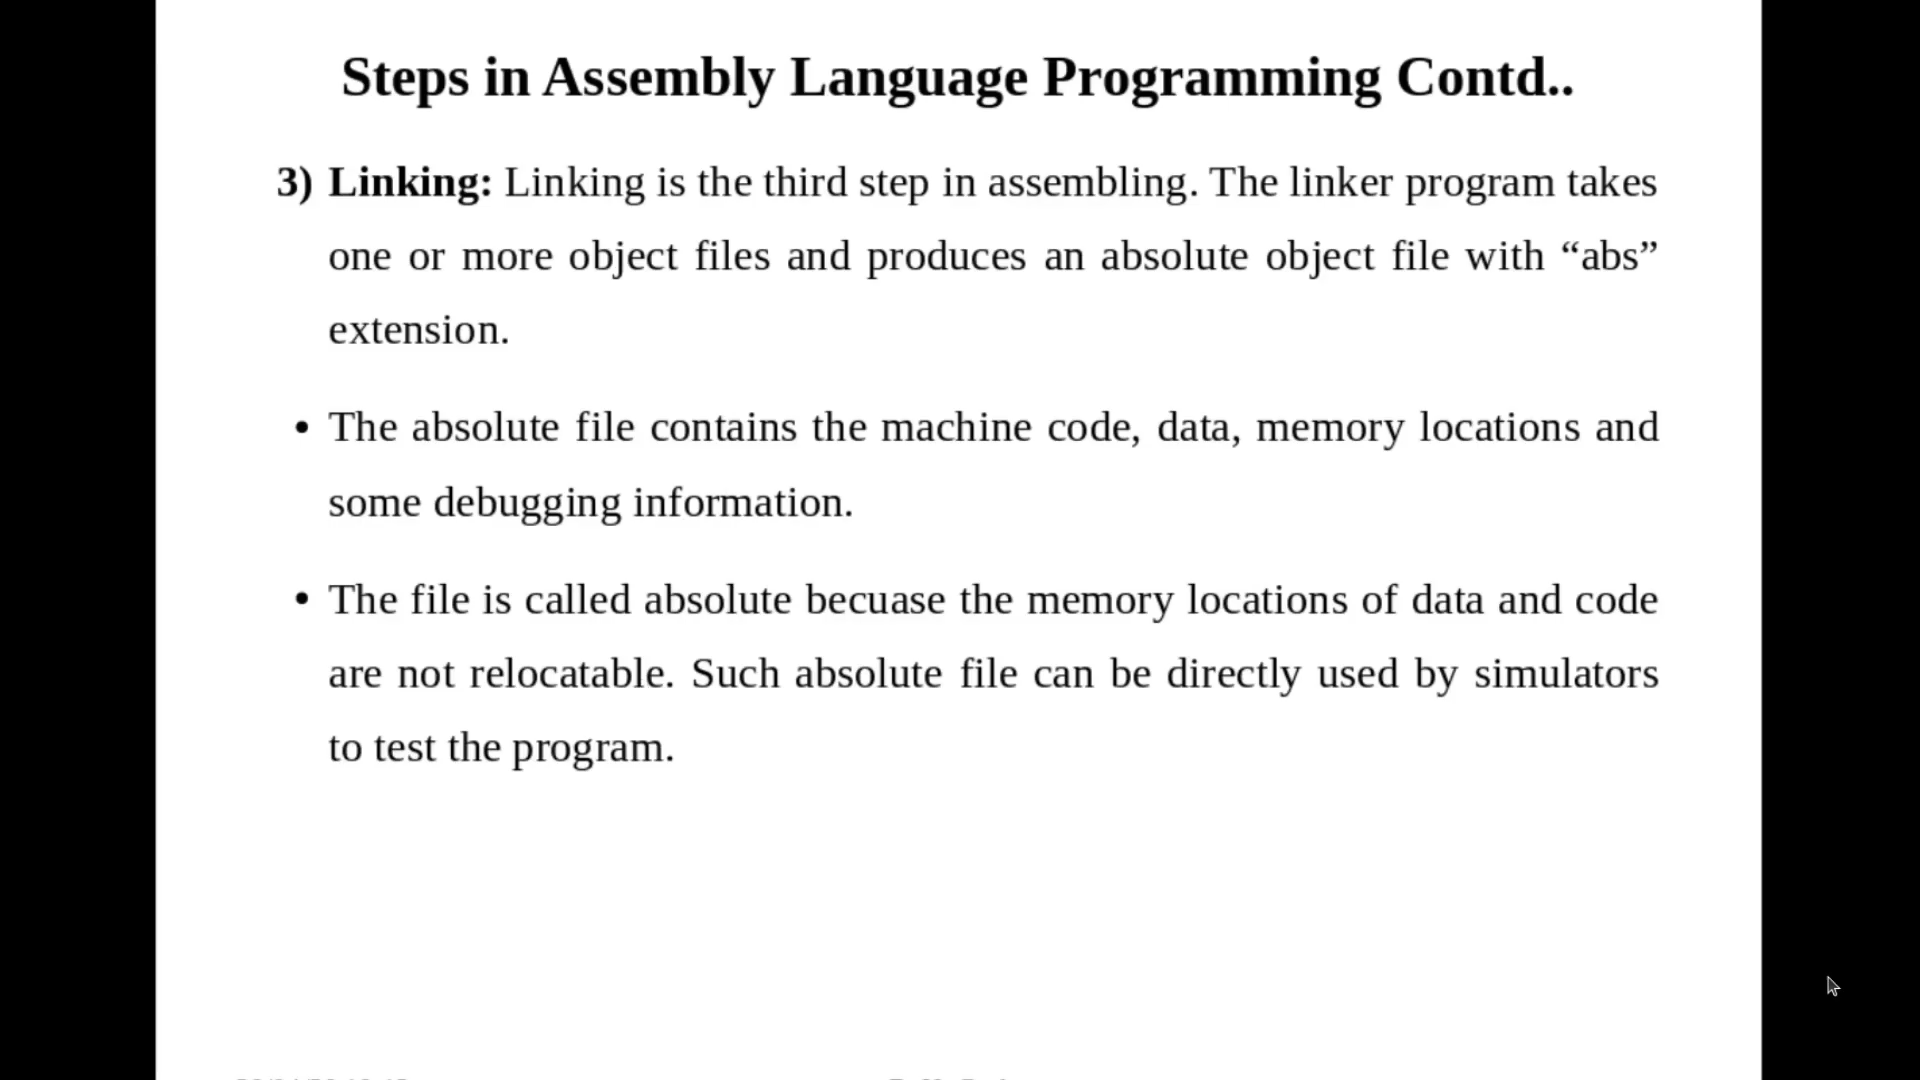 Steps in Assembly Language Programming Contd..
3) Linking: Linking is the third step in assembling. The linker program takes
one or more object files and produces an absolute object file with “abs”
extension.
• The absolute file contains the machine code, data, memory locations and
some debugging information.
• The file is called absolute becuase the memory locations of data and code
are not relocatable. Such absolute file can be directly used by simulators
to test the program.